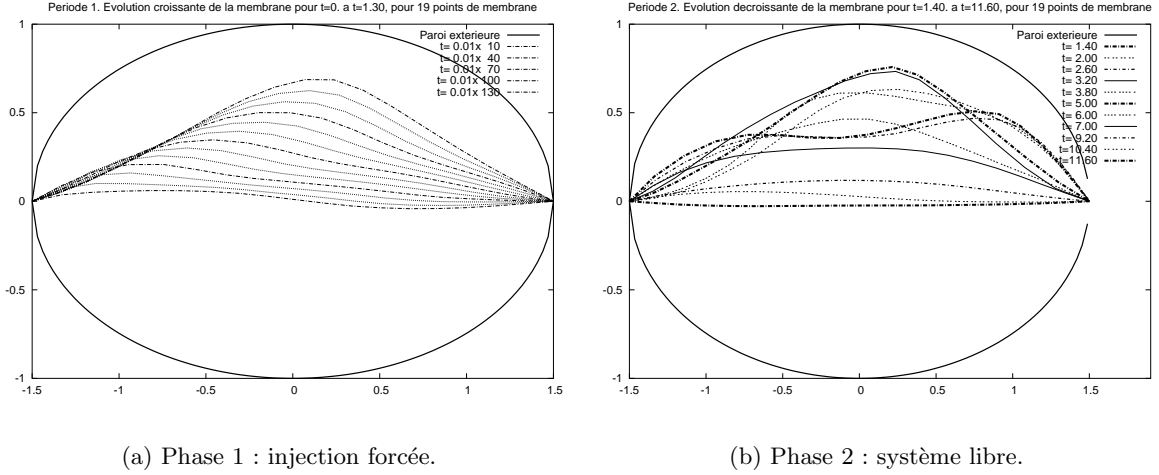 Periode 1. Evolution croissante de la membrane pour t=0. a t=1.30, pour 19 points de membrane
1
0.5
0
-0.5
-1
-1.5
-1
-0.5
0
0.5
1
1.5
Paroi exterieure
t= 0.01x 10
t= 0.01x 40
t= 0.01x 70
t= 0.01x 100
t= 0.01x 130
(a) Phase 1 : injection forcée.
Periode 2. Evolution decroissante de la membrane pour t=1.40. a t=11.60, pour 19 points de membrane
1
0.5
0
-0.5
-1
-1.5
-1
-0.5
0
0.5
1
1.5
Paroi exterieure
t= 1.40
t= 2.00
t= 2.60
t= 3.20
t= 3.80
t= 5.00
t= 6.00
t= 7.00
t= 9.20
t=10.40
t=11.60
(b) Phase 2 : système libre.